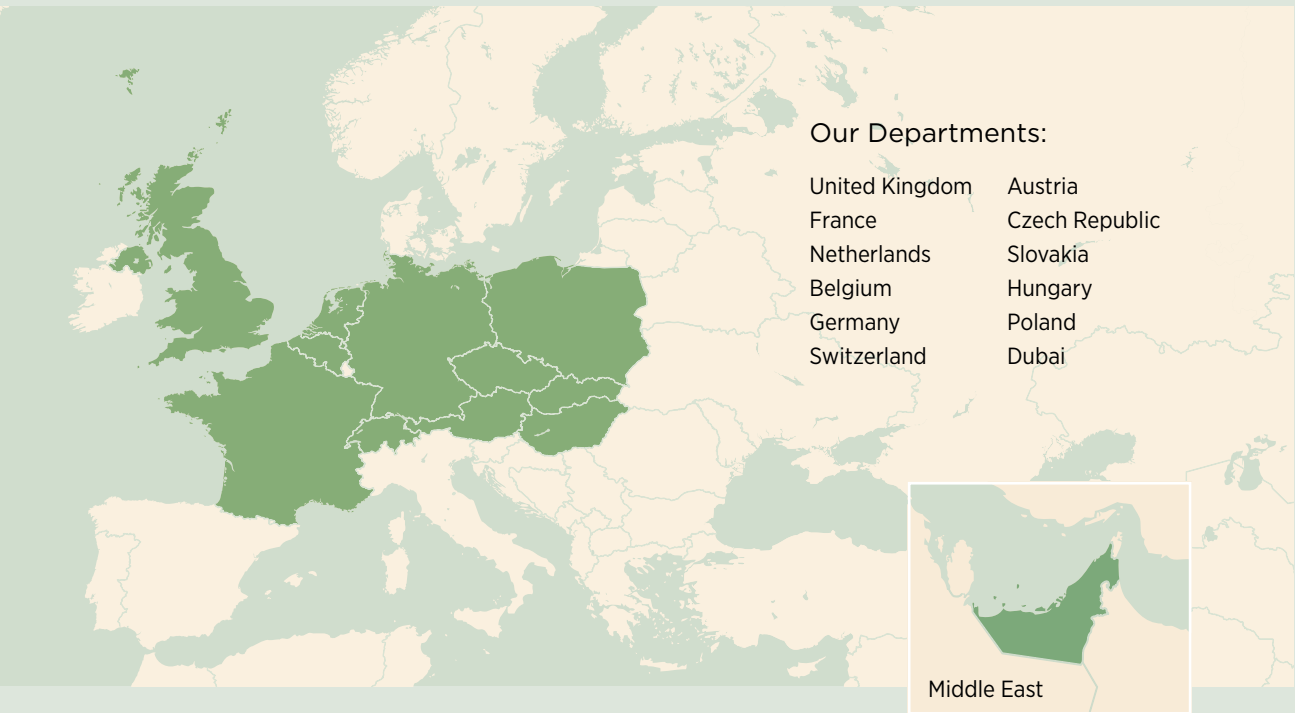 Our Departments:
United Kingdom
France
Netherlands
Belgium
Germany
Switzerland
Austria
Czech Republic
Slovakia
Hungary
Poland
Dubai
Middle East